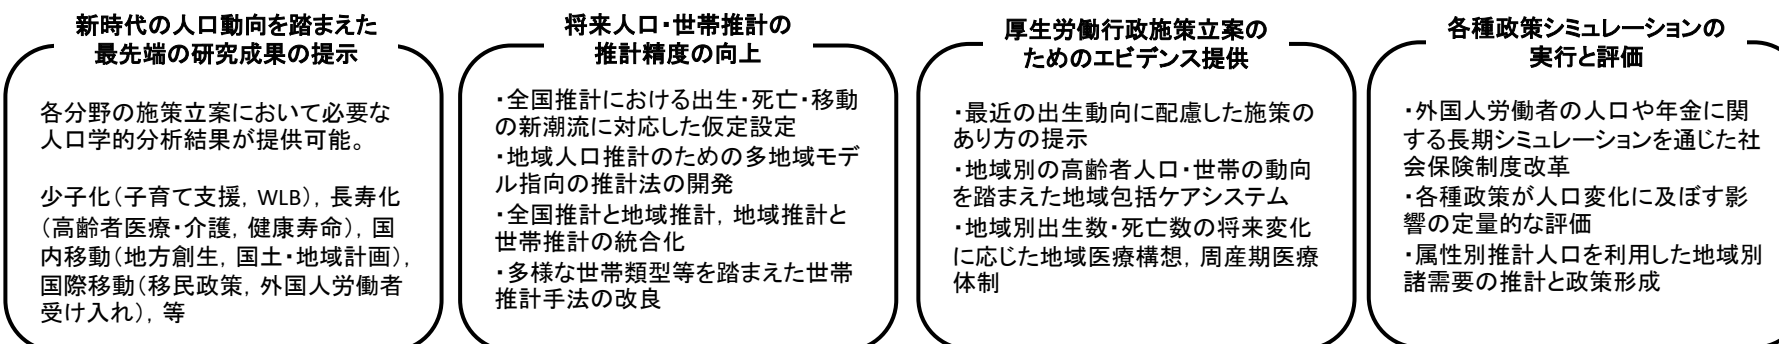 新時代の人口動向を踏まえた
最先端の研究成果の提示
各分野の施策立案において必要な
人口学的分析結果が提供可能。
少子化(子育て支援, WLB), 長寿化
(高齢者医療・介護, 健康寿命), 国
内移動(地方創生, 国土・地域計画),
国際移動(移民政策, 外国人労働者
受け入れ), 等
将来人口・世帯推計の
推計精度の向上
・全国推計における出生・死亡・移動
の新潮流に対応した仮定設定
・地域人口推計のための多地域モデ
ル指向の推計法の開発
・全国推計と地域推計, 地域推計と
世帯推計の統合化
・多様な世帯類型等を踏まえた世帯
推計手法の改良
厚生労働行政施策立案の
ためのエビデンス提供
・最近の出生動向に配慮した施策の
あり方の提示
・地域別の高齢者人口・世帯の動向
を踏まえた地域包括ケアシステム
・地域別出生数・死亡数の将来変化
に応じた地域医療構想, 周産期医療
体制
各種政策シミュレーションの
実行と評価
・外国人労働者の人口や年金に関
する長期シミュレーションを通じた社
会保険制度改革
・各種政策が人口変化に及ぼす影
響の定量的な評価
・属性別推計人口を利用した地域別
諸需要の推計と政策形成